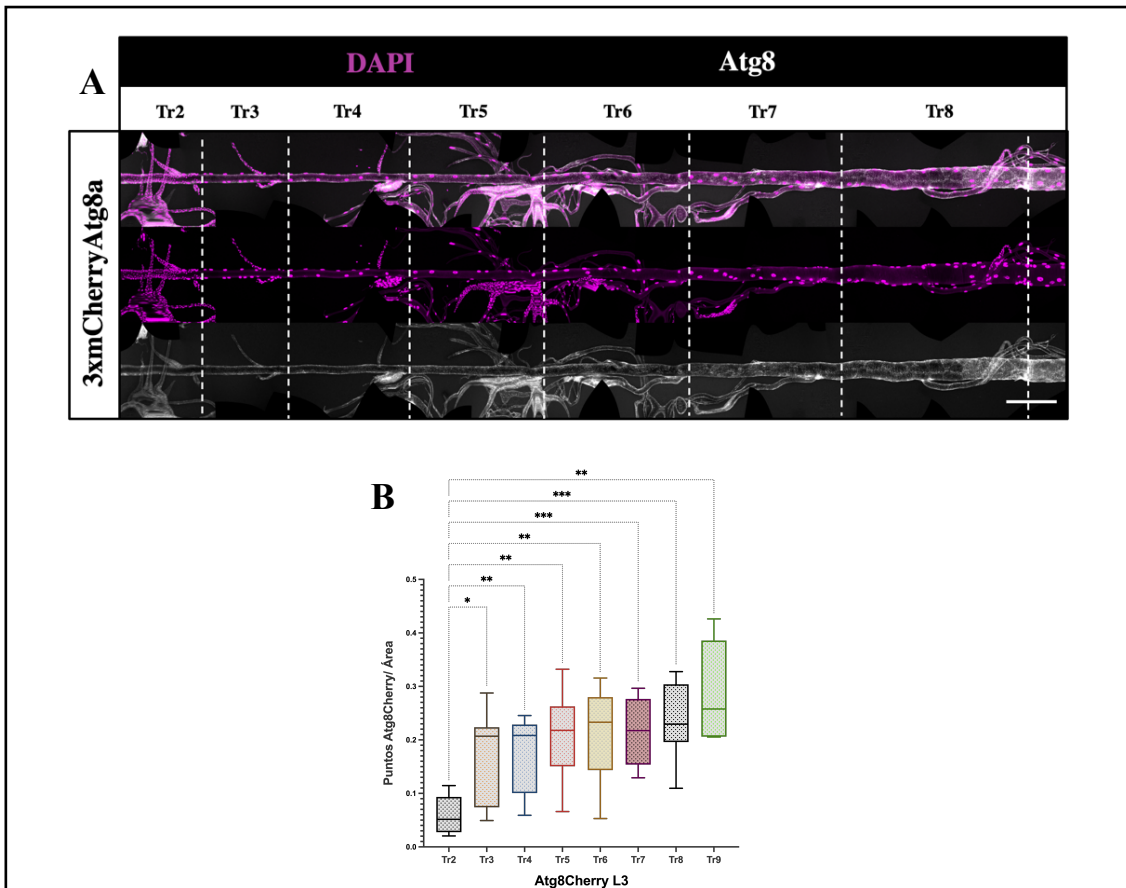 A
DAPI Atg8
Tr2 Tr3 Tr4 Tr5 Tr6 Tr7 Tr8
3xmCherryAtg8a
B
**
***
***
**
**
**
*
Puntos Atg8Cherry/ Área
0.5
0.4
0.3
0.2
0.1
0.0
Tr2 Tr3 Tr4 Tr5 Tr6 Tr7 Tr8 Tr9
Atg8Cherry L3